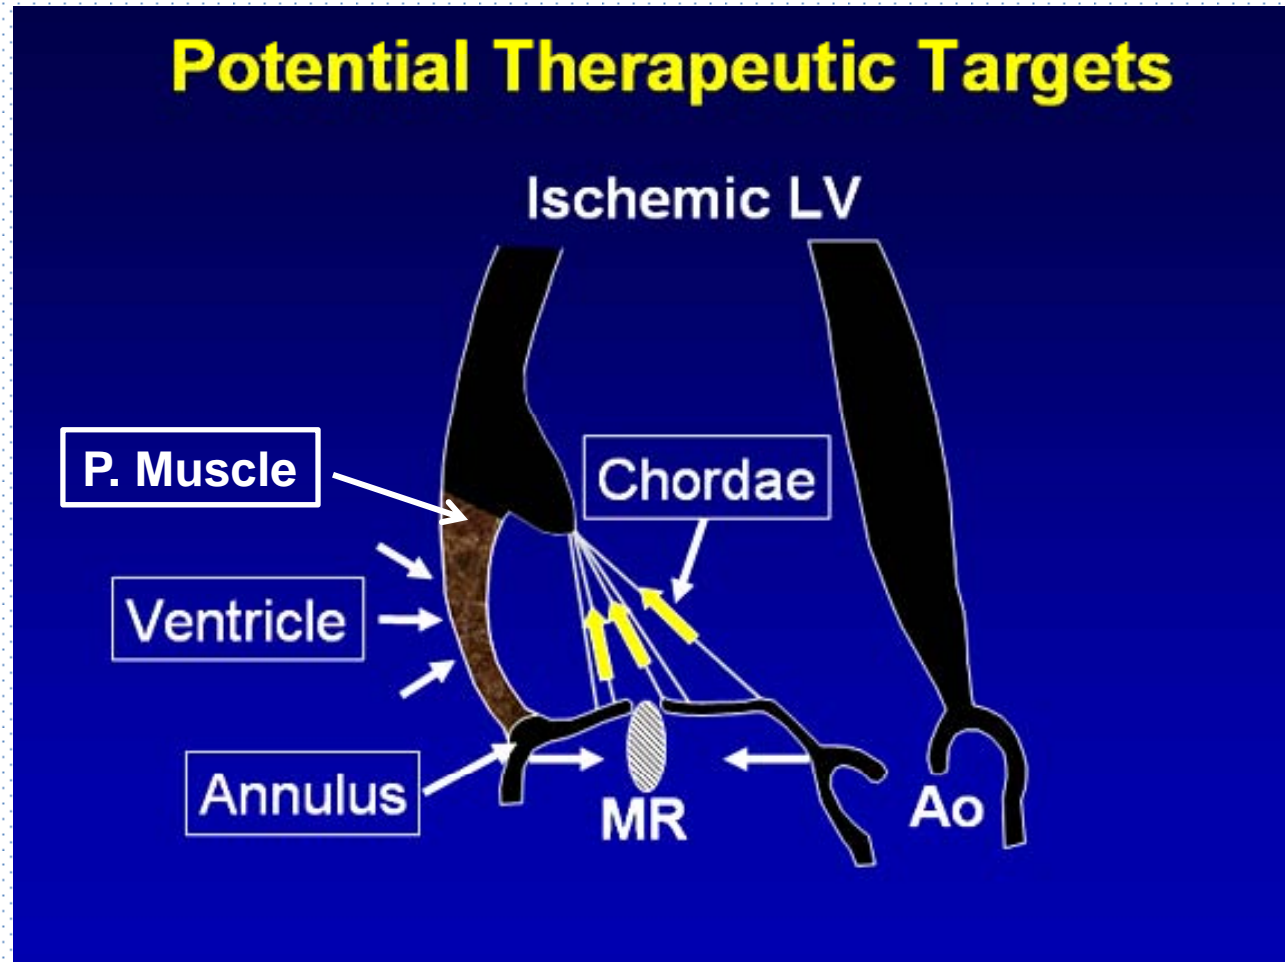 Potential Therapeutic Targets
Ischemic LV
P. Muscle
Chordae
Ventricle
Annulus
MR
Ao